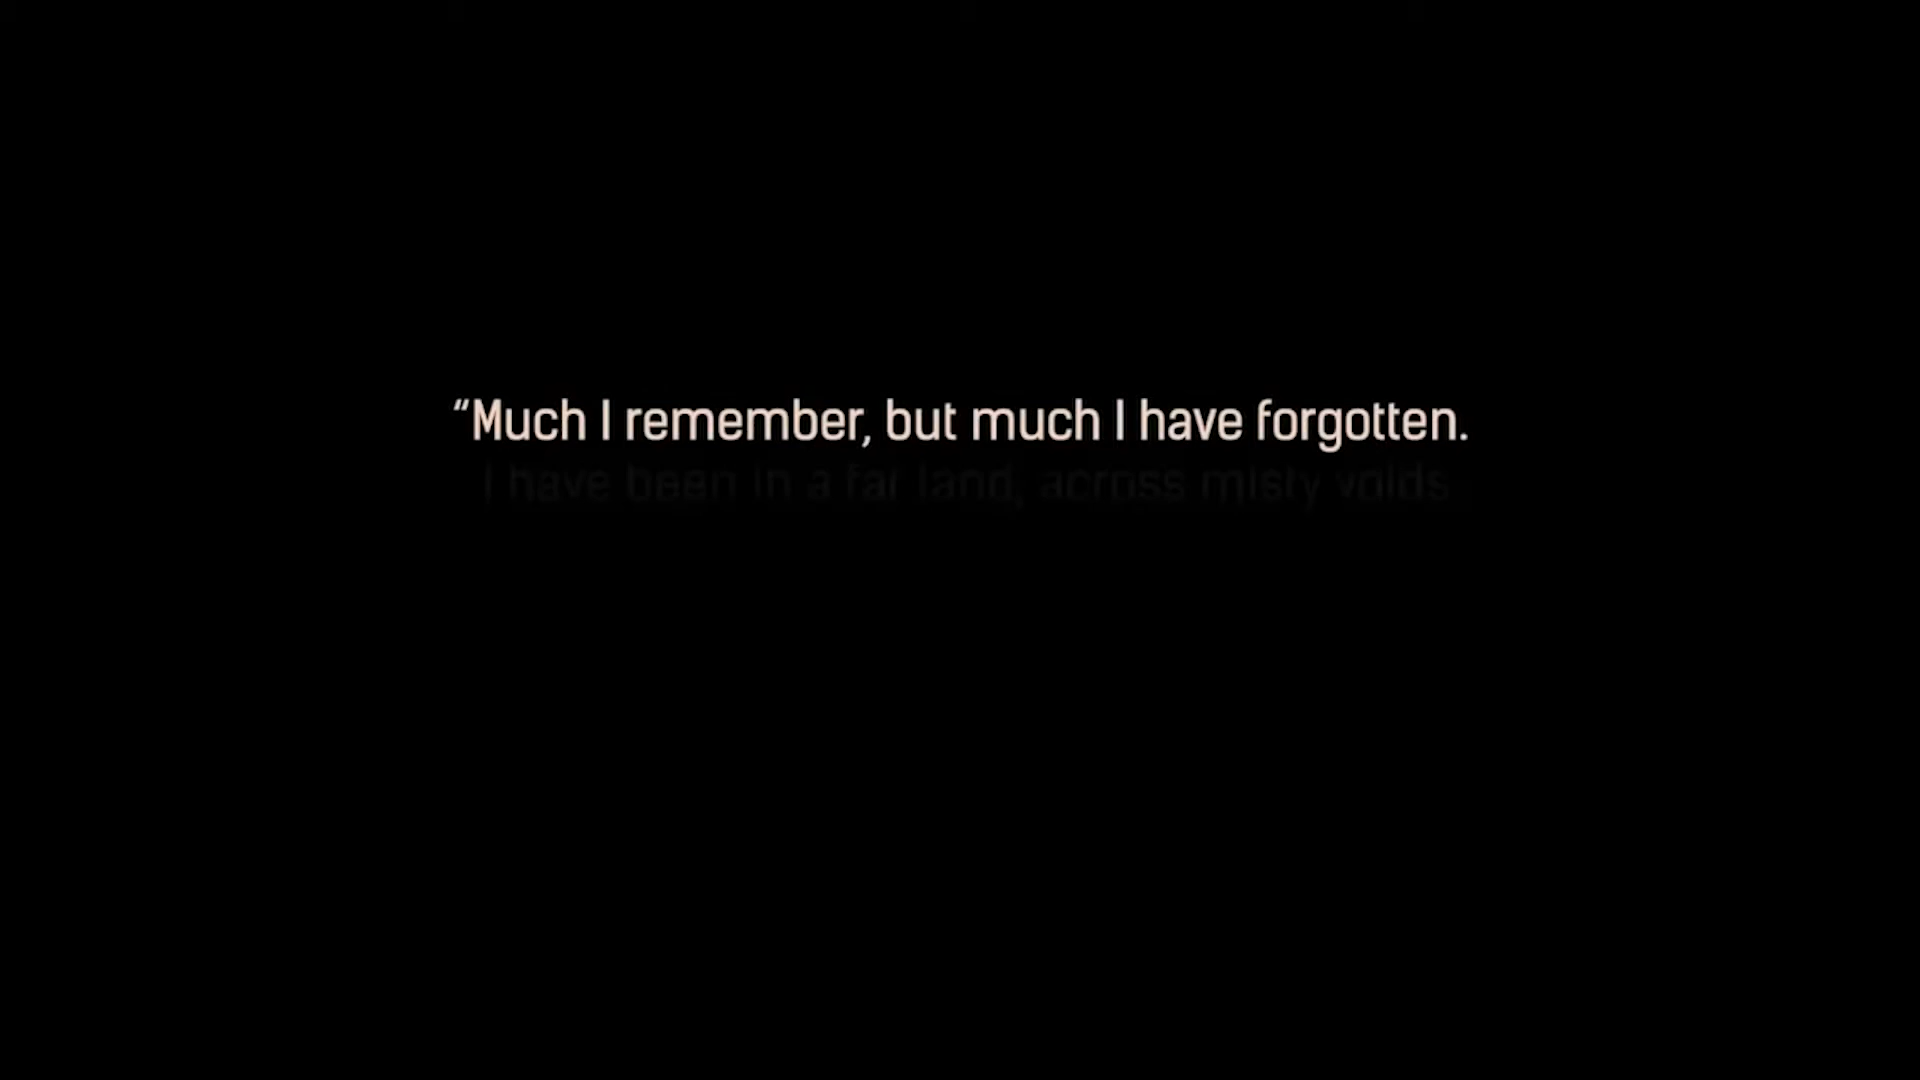 “Much I remember, but much I have forgotten.
I have been in a far land, across misty voids